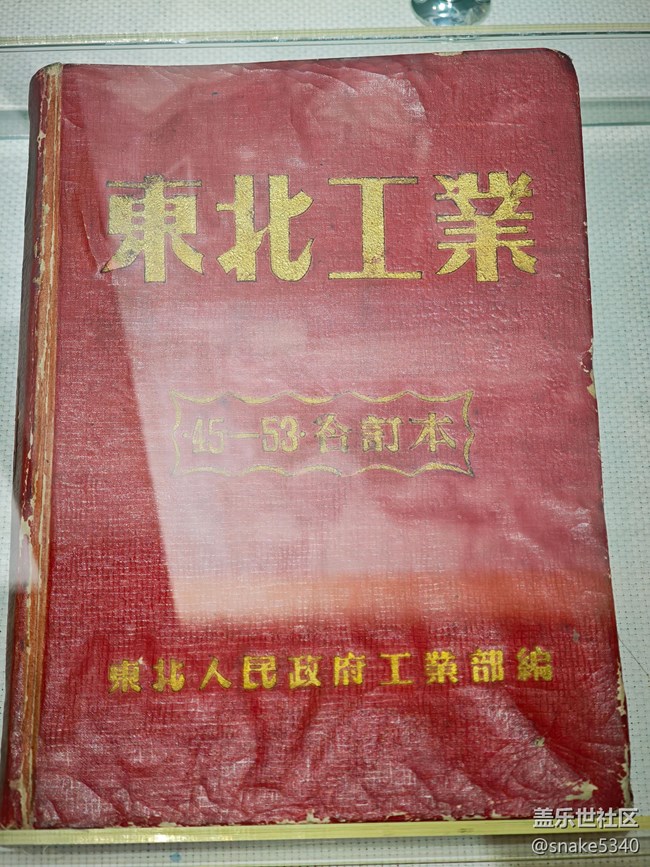 東北工業
·45—53·合訂本
東北人民政府工業部編
盖乐世社区
@snake5340